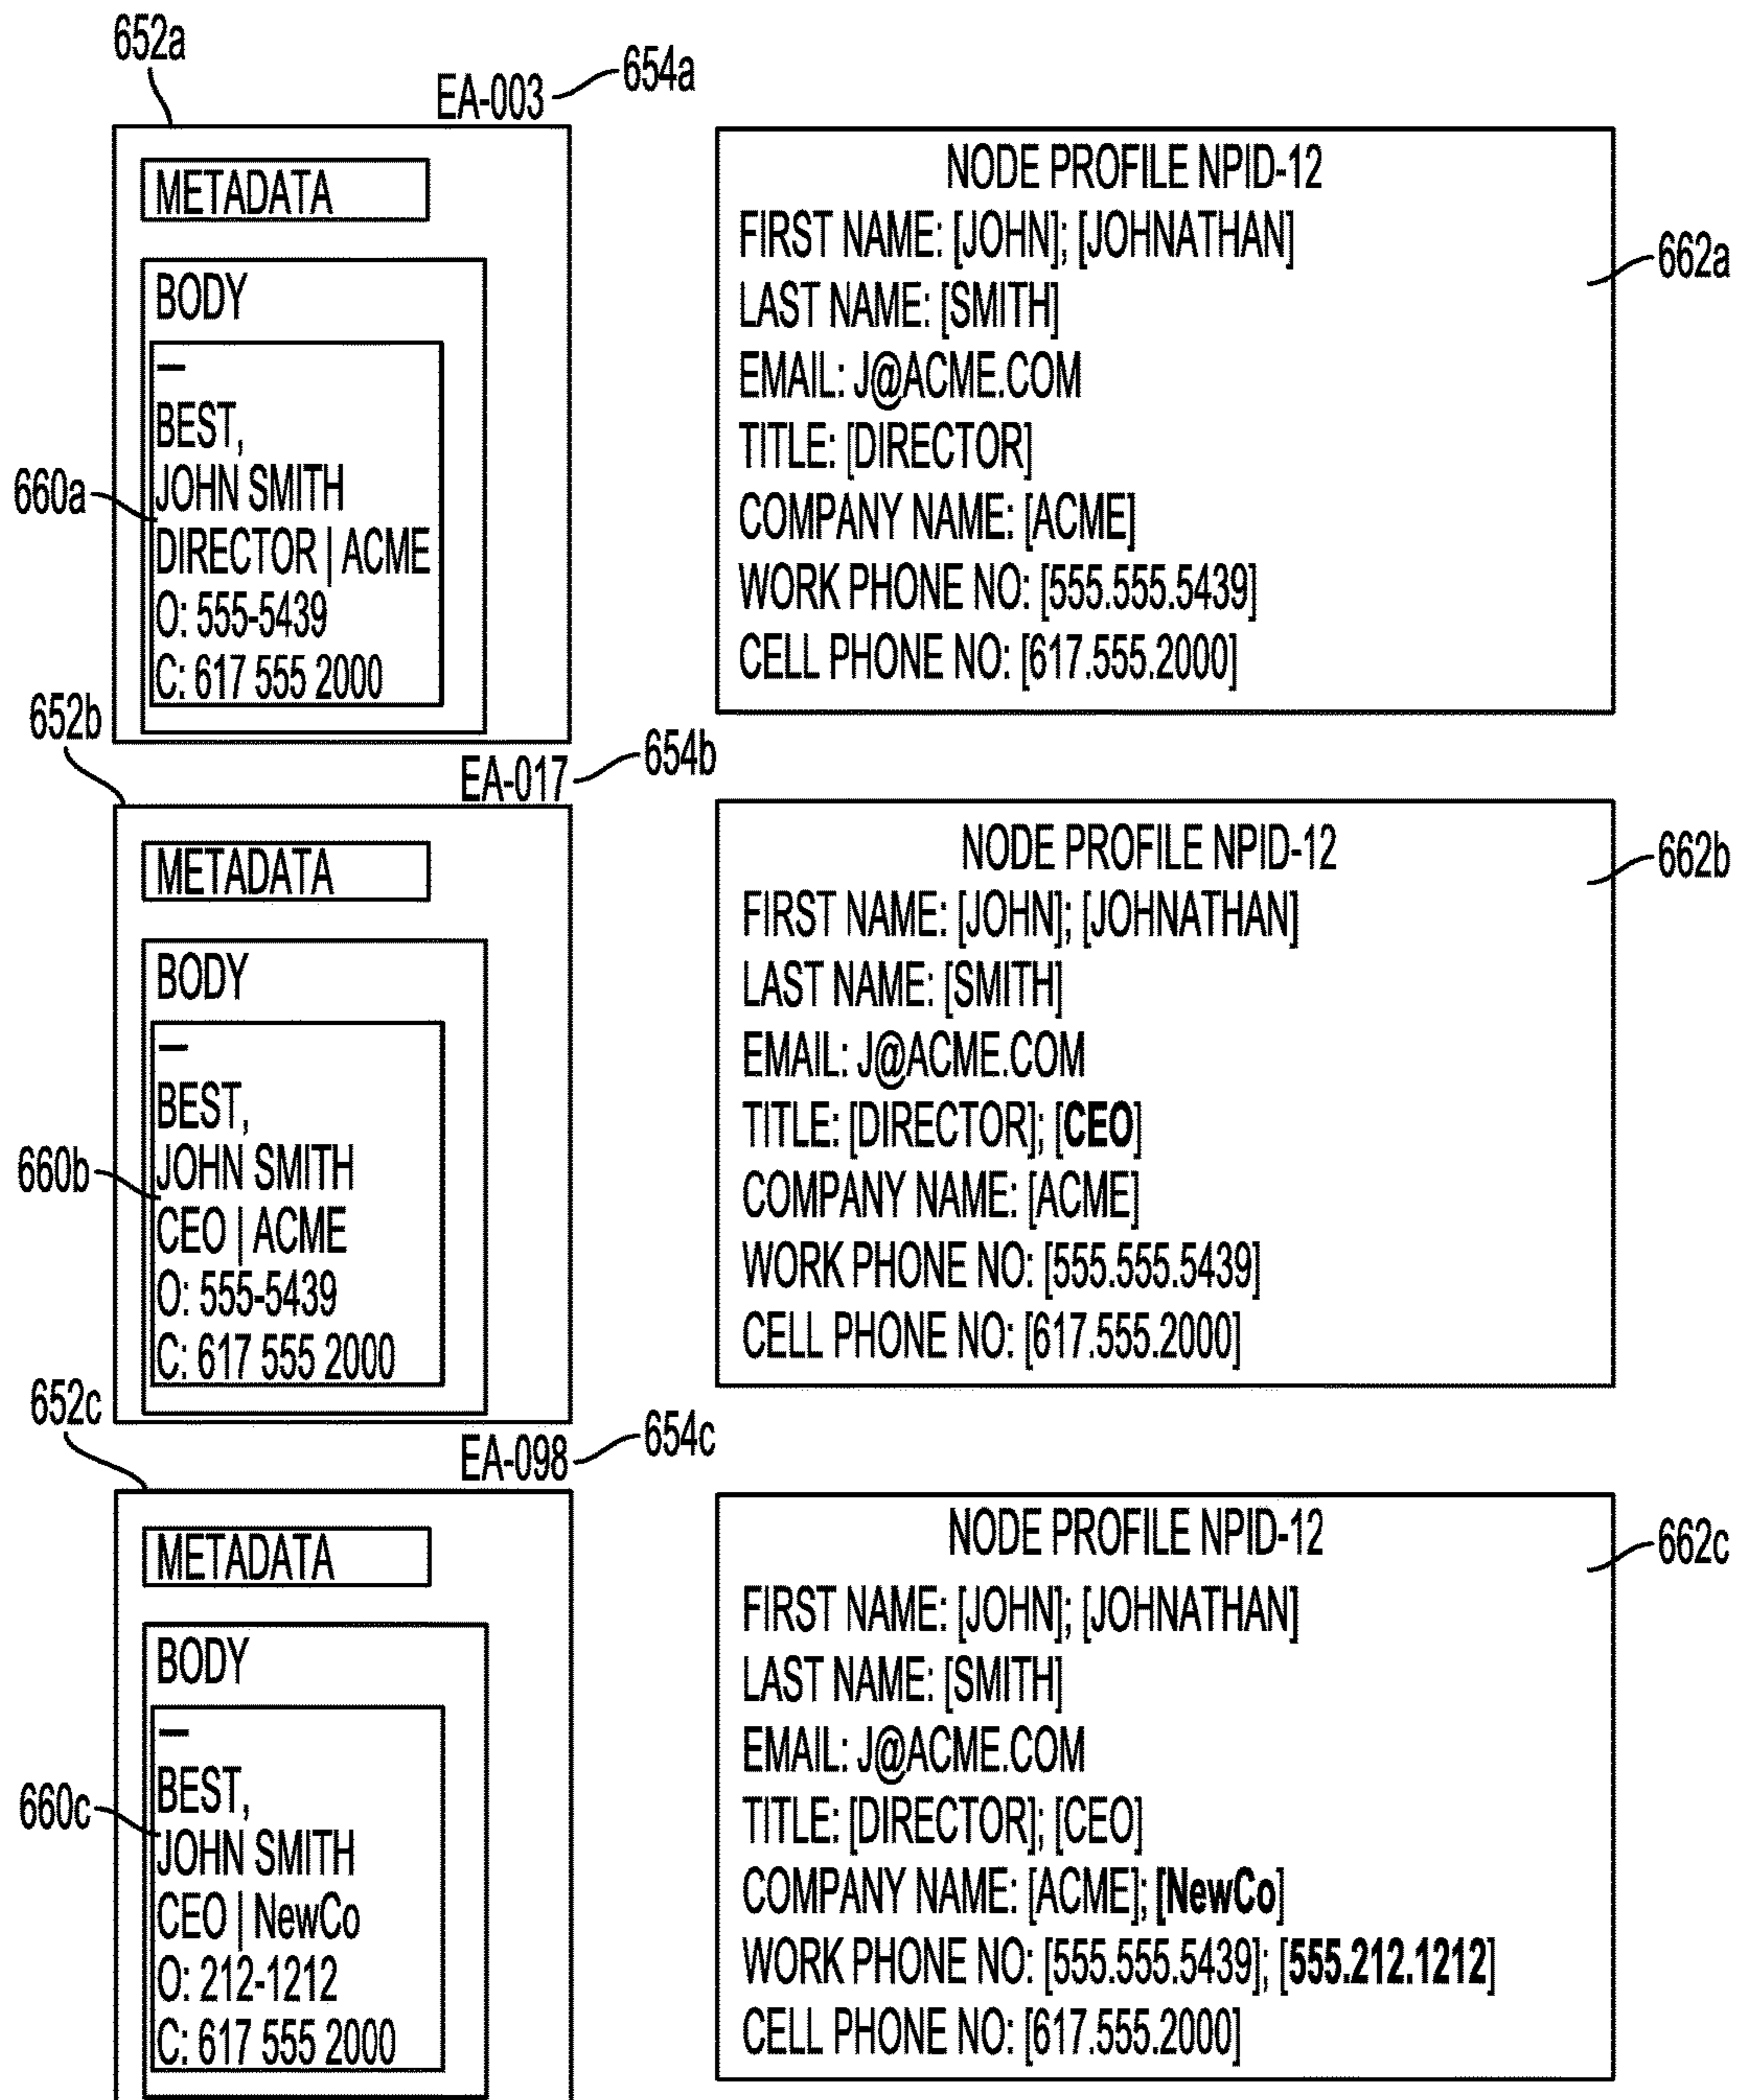 652a
EA-003
654a
METADATA
BODY
—
BEST,
JOHN SMITH
660a
DIRECTOR | ACME
O: 555-5439
C: 617 555 2000
NODE PROFILE NPID-12
FIRST NAME: [JOHN]; [JOHNATHAN]
662a
LAST NAME: [SMITH]
EMAIL: J@ACME.COM
TITLE: [DIRECTOR]
COMPANY NAME: [ACME]
WORK PHONE NO: [555.555.5439]
CELL PHONE NO: [617.555.2000]
652b
EA-017
654b
METADATA
BODY
—
BEST,
JOHN SMITH
660b
CEO | ACME
O: 555-5439
C: 617 555 2000
NODE PROFILE NPID-12
662b
FIRST NAME: [JOHN]; [JOHNATHAN]
LAST NAME: [SMITH]
EMAIL: J@ACME.COM
TITLE: [DIRECTOR]; [CEO]
COMPANY NAME: [ACME]
WORK PHONE NO: [555.555.5439]
CELL PHONE NO: [617.555.2000]
652c
EA-098
654c
METADATA
BODY
—
BEST,
660c
JOHN SMITH
CEO | NewCo
O: 212-1212
C: 617 555 2000
NODE PROFILE NPID-12
662c
FIRST NAME: [JOHN]; [JOHNATHAN]
LAST NAME: [SMITH]
EMAIL: J@ACME.COM
TITLE: [DIRECTOR]; [CEO]
COMPANY NAME: [ACME]; [NewCo]
WORK PHONE NO: [555.555.5439]; [555.212.1212]
CELL PHONE NO: [617.555.2000]